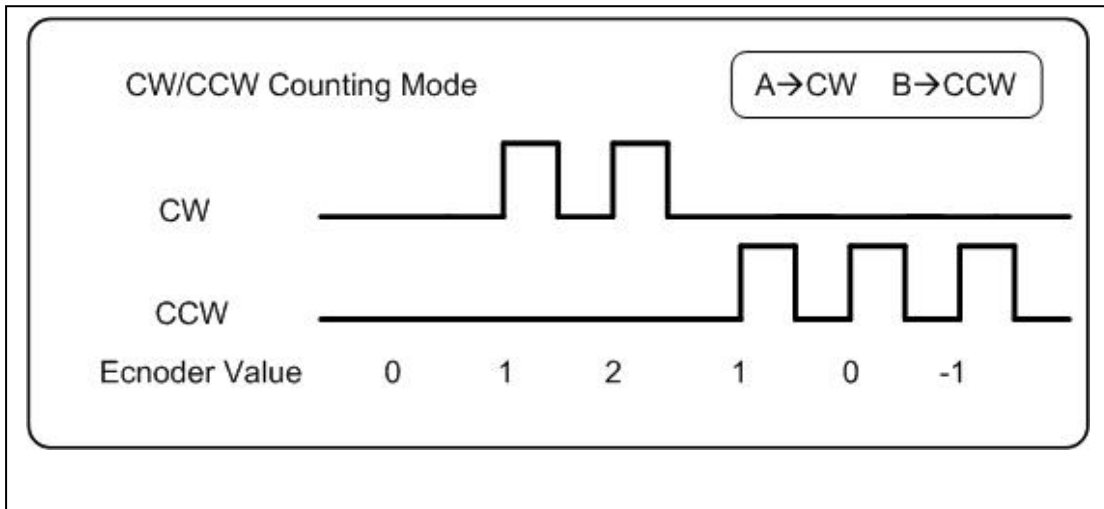 CW/CCW Counting Mode
A→CW B→CCW
CW
CCW
Ecnoder Value 0 1 2 1 0 -1